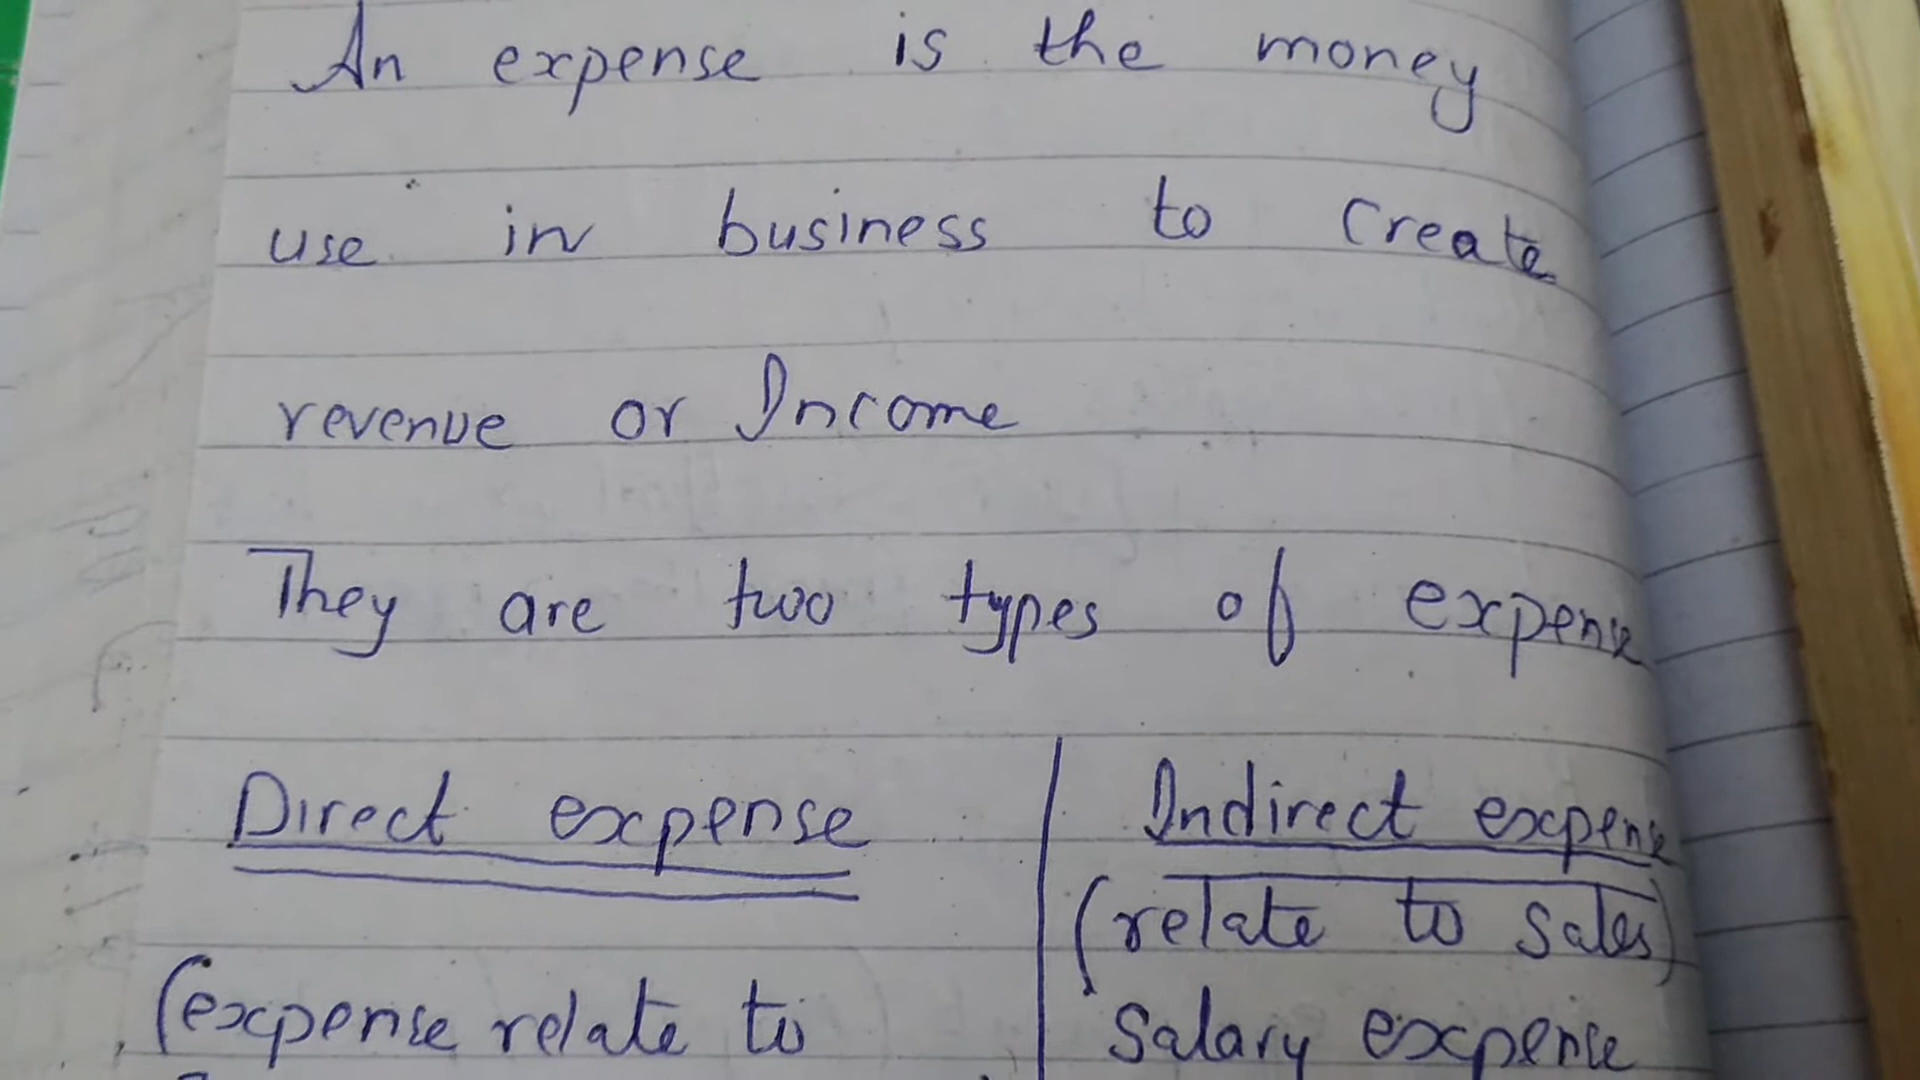 An expense is the money
use in business to create
revenue or Income
They are two types of expense
Direct expense
(expense relate to
Indirect expense
(relate to sales)
Salary expense